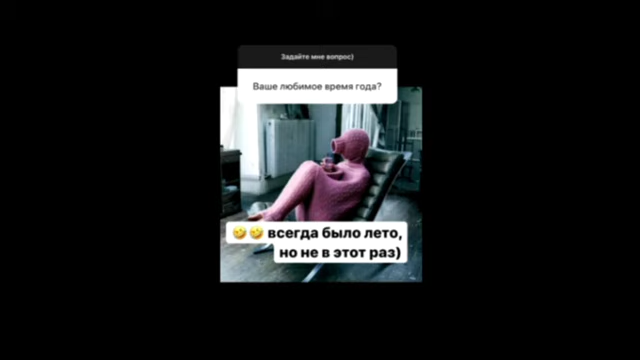 Задайте мне вопрос)
Ваше любимое время года?
🤣🤣 всегда было лето,
но не в этот раз)